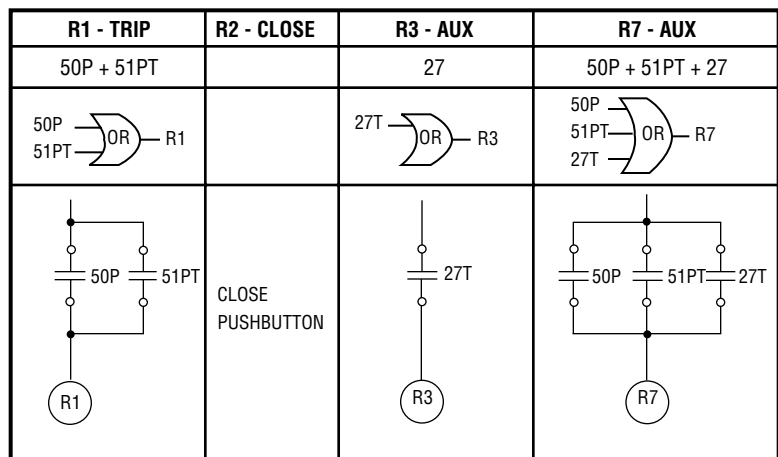 R1 - TRIP R2 - CLOSE R3 - AUX R7 - AUX
50P + 51PT 27 50P + 51PT + 27
50P
51PT
OR
R1
27T
OR
R3
50P
51PT
27T
OR
R7
50P 51PT
R1
CLOSE
PUSHBUTTON
27T
R3
50P 51PT 27T
R7